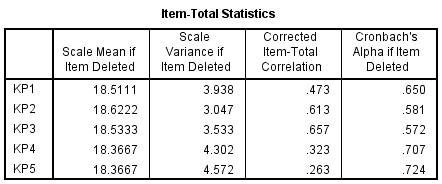 Item-Total Statistics
Scale Mean if Item Deleted	Scale Variance if Item Deleted	Corrected Item-Total Correlation	Cronbach's Alpha if Item Deleted
KP1	18.5111	3.938	.473	.650
KP2	18.6222	3.047	.613	.581
KP3	18.5333	3.533	.657	.572
KP4	18.3667	4.302	.323	.707
KP5	18.3667	4.572	.263	.724